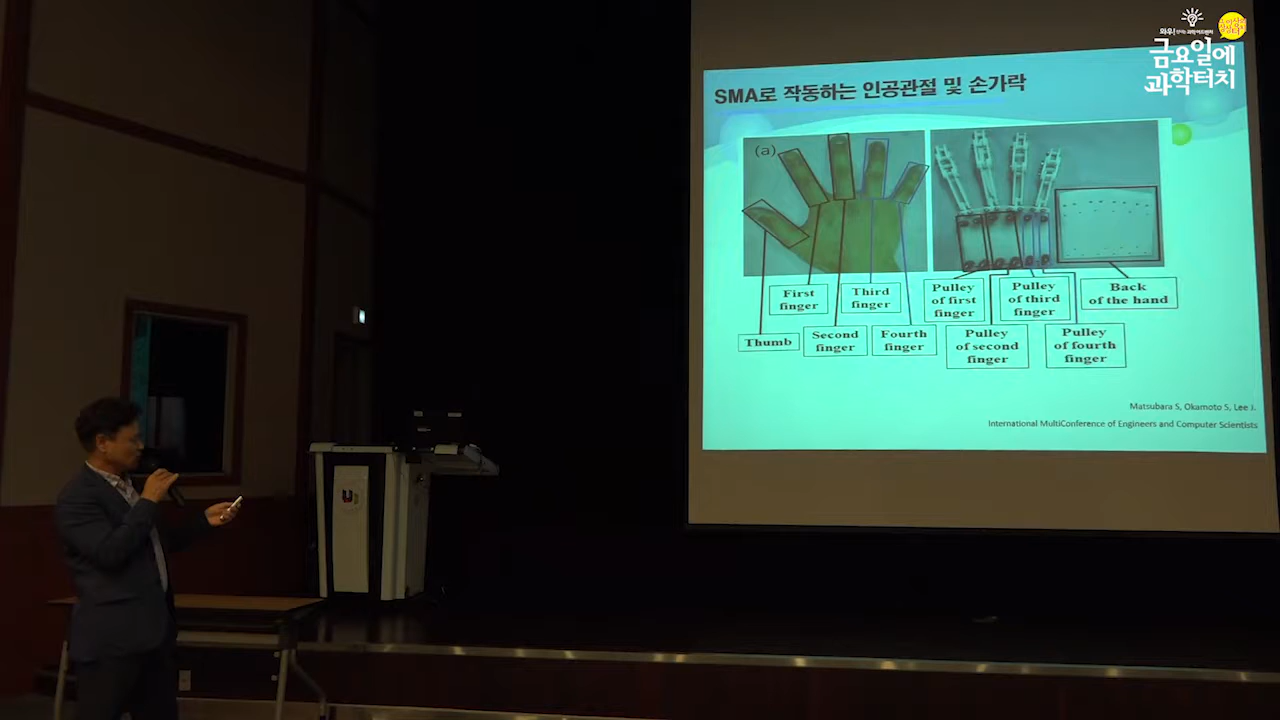 와우!
금요일에
과학터치
SMA로 작동하는 인공관절 및 손가락
(a)
First
finger
Third
finger
Thumb
Second
finger
Fourth
finger
Pulley
of first
finger
Pulley
of third
finger
Back
of the hand
Pulley
of second
finger
Pulley
of fourth
finger
Matsubara S, Okamoto S, Lee J.
International MultiConference of Engineers and Computer Scientists
U